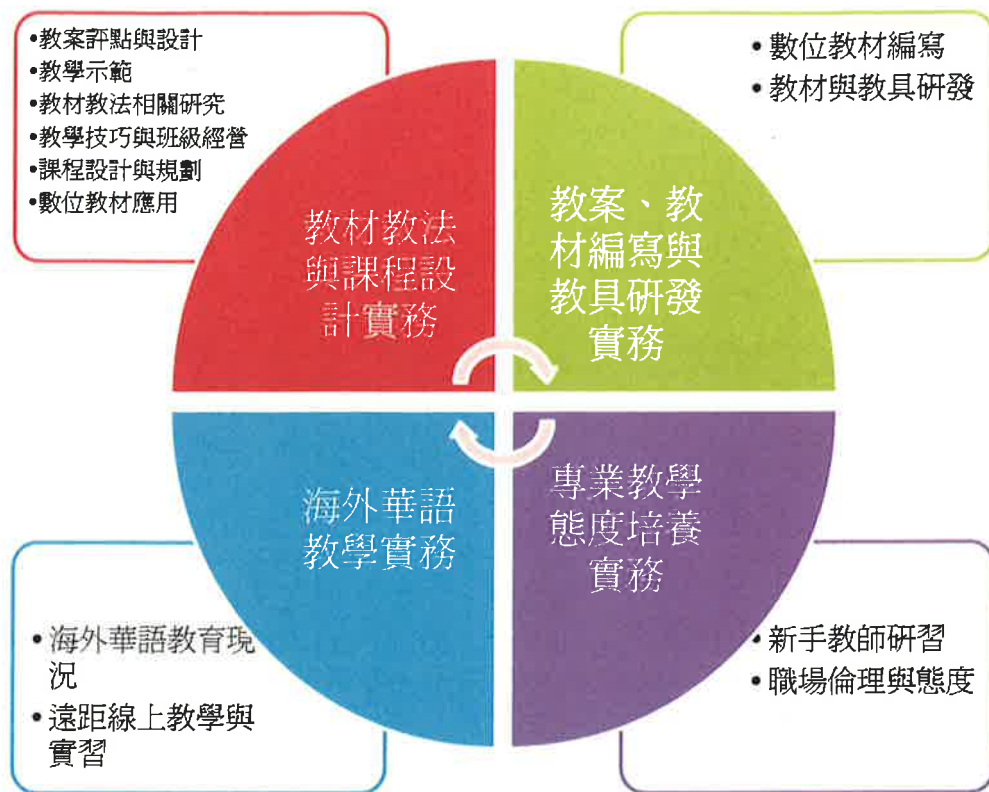 •教案評點與設計
•教學示範
•教材教法相關研究
•教學技巧與班級經營
•課程設計與規劃
•數位教材應用
• 數位教材編寫
• 教材與教具研發
教材教法
與課程設
計實務
教案、教
材編寫與
教具研發
實務
海外華語
教學實務
專業教學
態度培養
實務
• 海外華語教育現
況
• 遠距線上教學與
實習
• 新手教師研習
• 職場倫理與態度